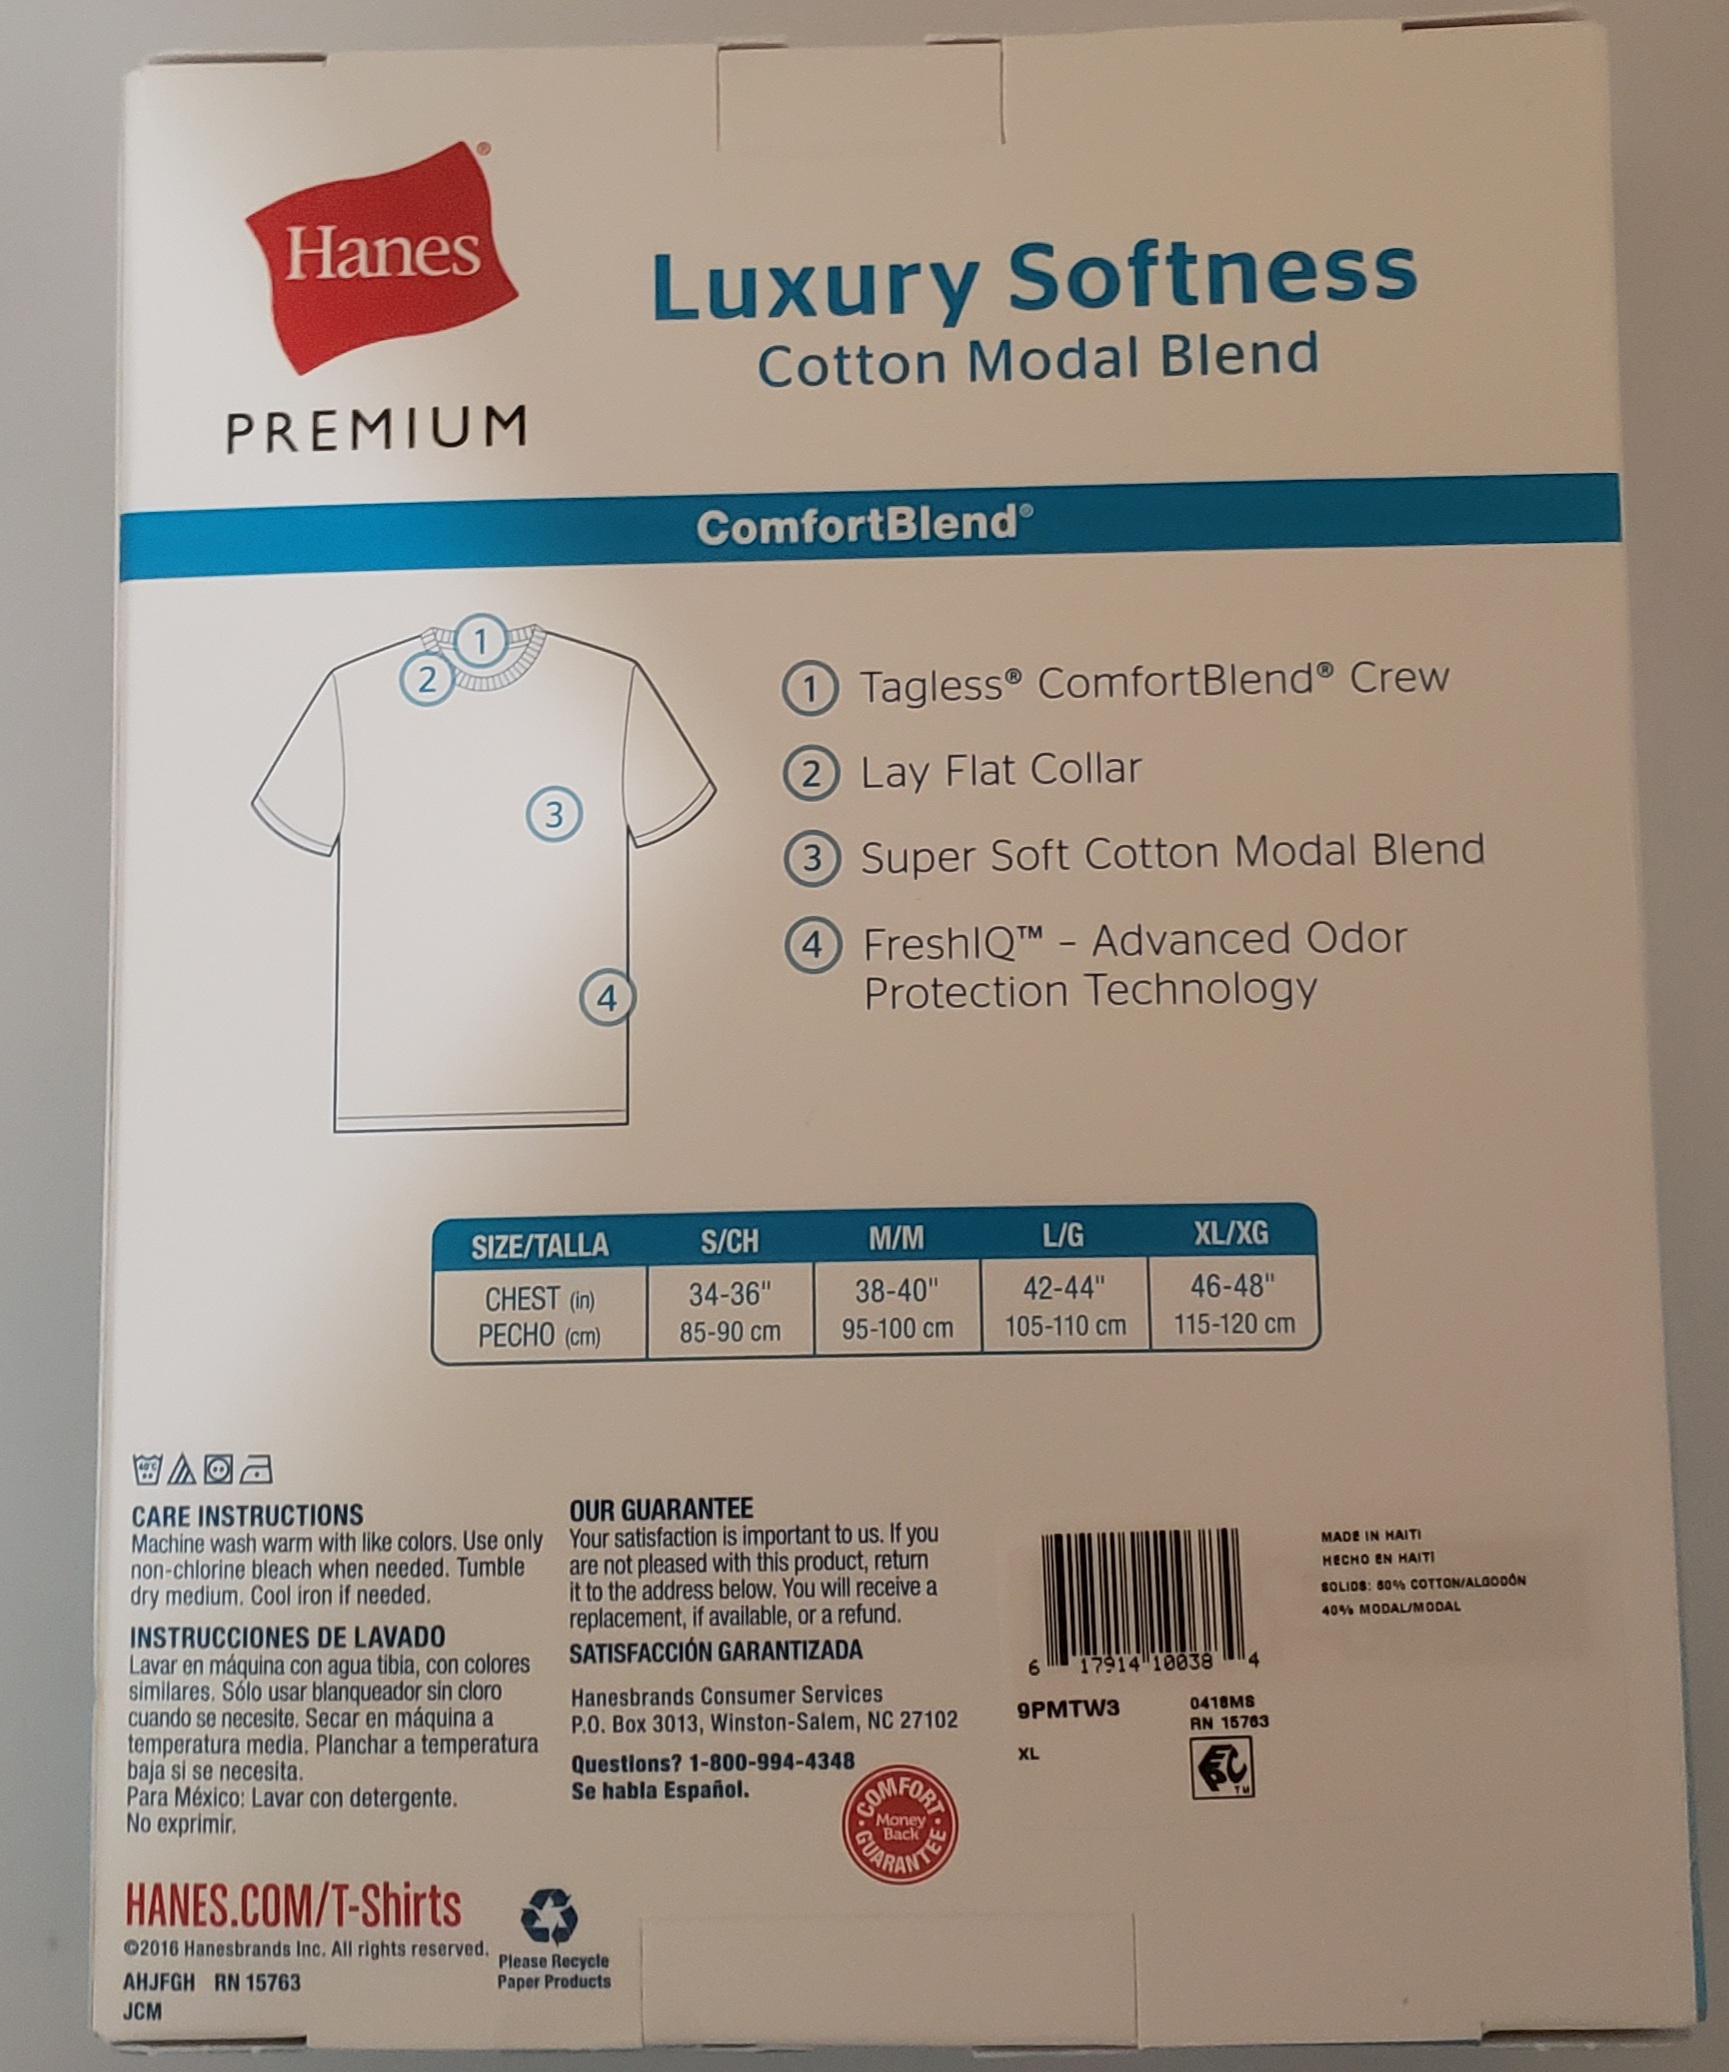 Hanes®
PREMIUM
Luxury Softness
Cotton Modal Blend
ComfortBlend®
1
2
3
4
1 Tagless® ComfortBlend® Crew
2 Lay Flat Collar
3 Super Soft Cotton Modal Blend
4 FreshIQ™ – Advanced Odor
Protection Technology
SIZE/TALLA S/CH M/M L/G XL/XG
CHEST (in) 34-36" 38-40" 42-44" 46-48"
PECHO (cm) 85-90 cm 95-100 cm 105-110 cm 115-120 cm
CARE INSTRUCTIONS
Machine wash warm with like colors. Use only
non-chlorine bleach when needed. Tumble
dry medium. Cool iron if needed.
INSTRUCCIONES DE LAVADO
Lavar en máquina con agua tibia, con colores
similares. Sólo usar blanqueador sin cloro
cuando se necesite. Secar en máquina a
temperatura media. Planchar a temperatura
baja si se necesita.
Para México: Lavar con detergente.
No exprimir.
HANES.COM/T-Shirts
©2016 Hanesbrands Inc. All rights reserved.
AHJFGH RN 15763
JCM
Please Recycle
Paper Products
OUR GUARANTEE
Your satisfaction is important to us. If you
are not pleased with this product, return
it to the address below. You will receive a
replacement, if available, or a refund.
SATISFACCIÓN GARANTIZADA
Hanesbrands Consumer Services
P.O. Box 3013, Winston-Salem, NC 27102
Questions? 1-800-994-4348
Se habla Español.
COMFORT
Money
Back
GUARANTEE
6 17914 10038 4
9PMTW3
XL
0418MS
RN 15763
TM
MADE IN HAITI
HECHO EN HAITI
SOLIDS: 60% COTTON/ALGODÓN
40% MODAL/MODAL